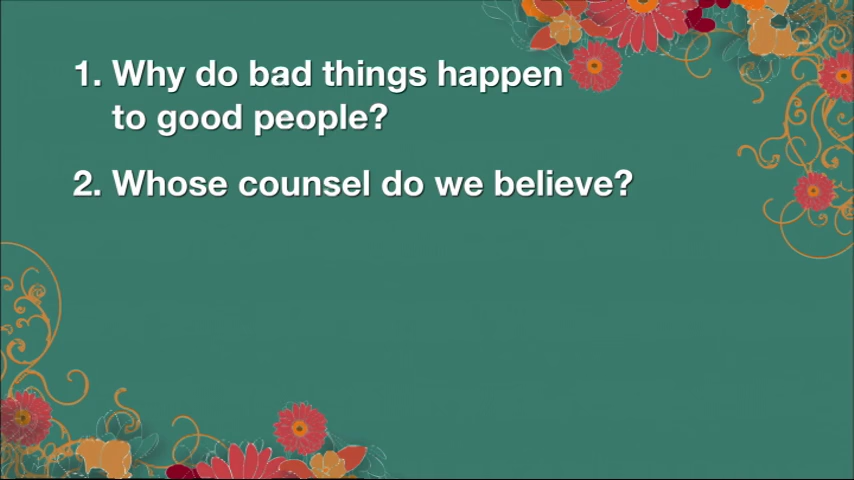 1. Why do bad things happen
to good people?
2. Whose counsel do we believe?